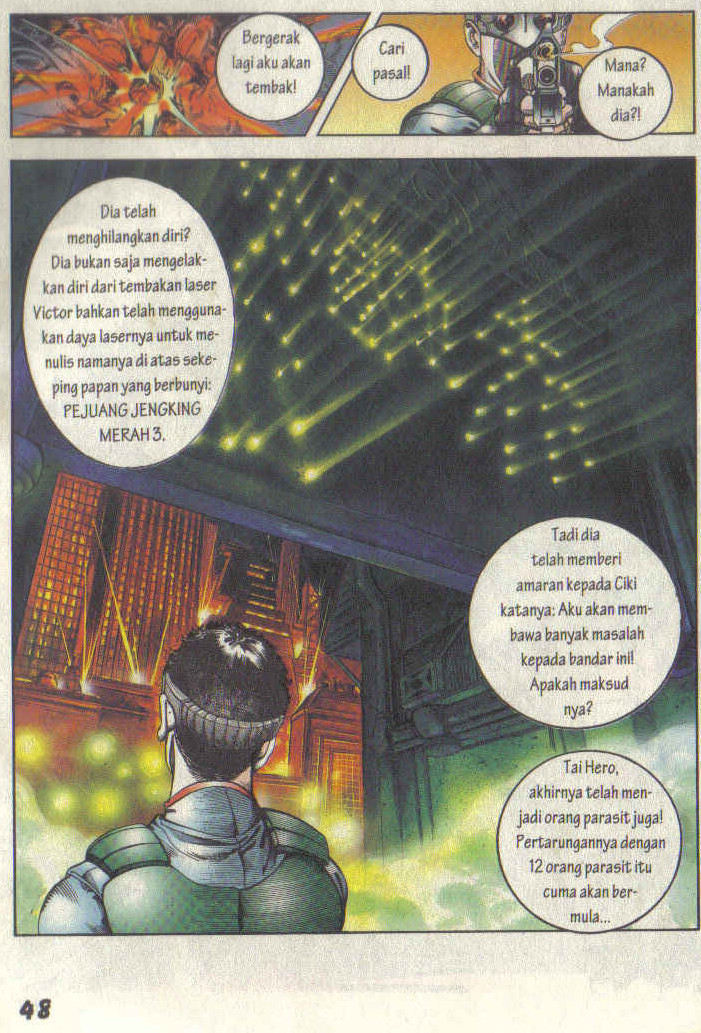 Bergerak
lagi aku akan
tembak!
Cari
pasal!
Mana?
Manakah
dia?!
Dia telah
menghilangkan diri?
Dia bukan saja mengelak-
kan diri dari tembakan laser
Victor bahkan telah mengguna-
kan daya lasernya untuk me-
nulis namanya di atas seke-
ping papan yang berbunyi:
PEJUANG JENGKING
MERAH 3.
Tadi dia
telah memberi
amaran kepada Ciki
katanya: Aku akan mem-
bawa banyak masalah
kepada bandar ini!
Apakah maksud
nya?
Tai Hero,
akhirnya telah men-
jadi orang parasit juga!
Pertarungannya dengan
12 orang parasit itu
cuma akan ber-
mula...
48